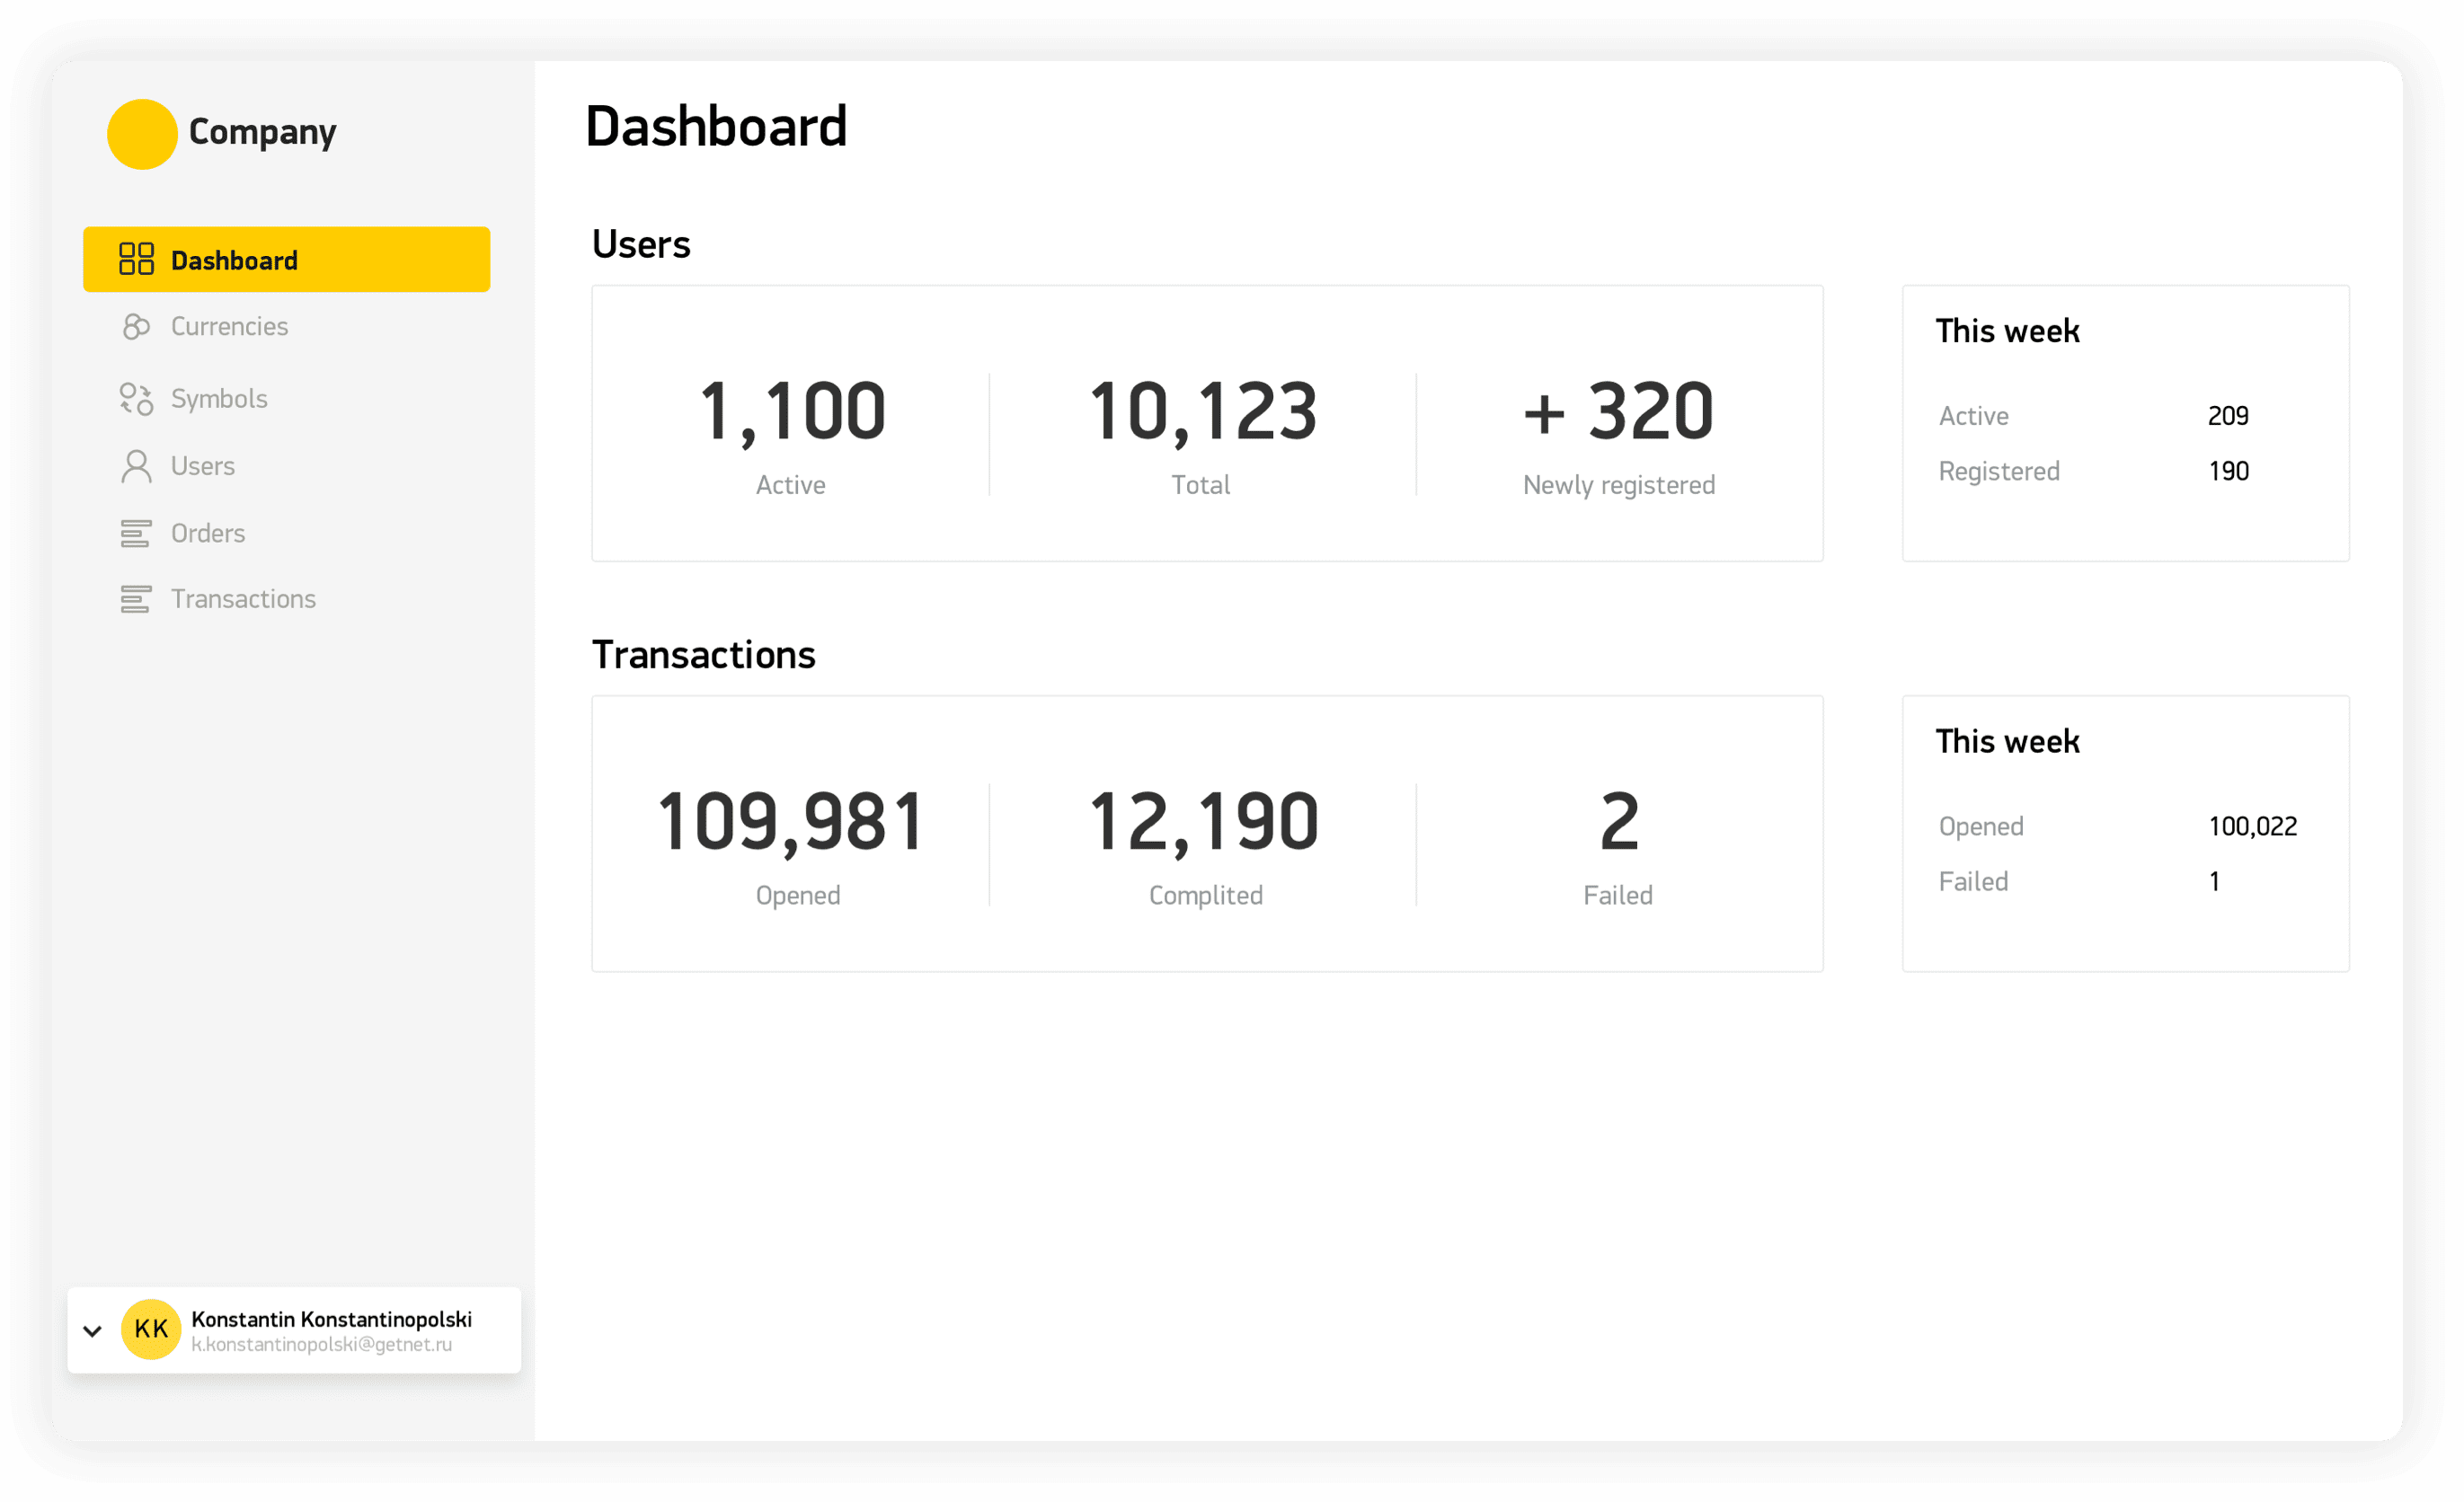 Company
Dashboard
Currencies
Symbols
Users
Orders
Transactions
KK
Konstantin Konstantinopolski
k.konstantinopolski@getnet.ru
Dashboard
Users
1,100
Active
10,123
Total
+ 320
Newly registered
This week
Active 209
Registered 190
Transactions
109,981
Opened
12,190
Complited
2
Failed
This week
Opened 100,022
Failed 1